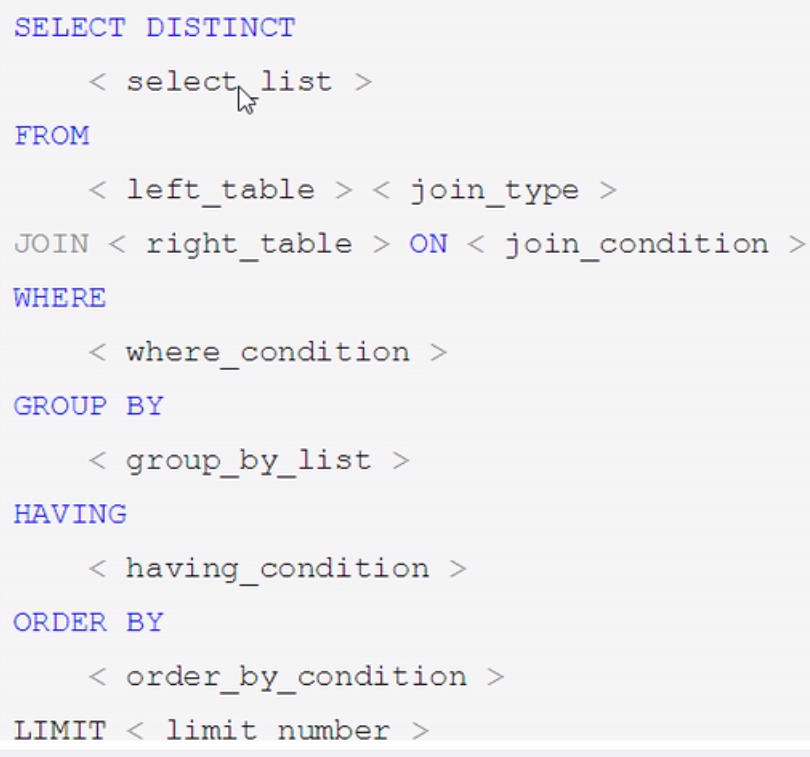 SELECT DISTINCT
< select_list >
FROM
< left_table > < join_type >
JOIN < right_table > ON < join_condition >
WHERE
< where_condition >
GROUP BY
< group_by_list >
HAVING
< having_condition >
ORDER BY
< order_by_condition >
LIMIT < limit number >